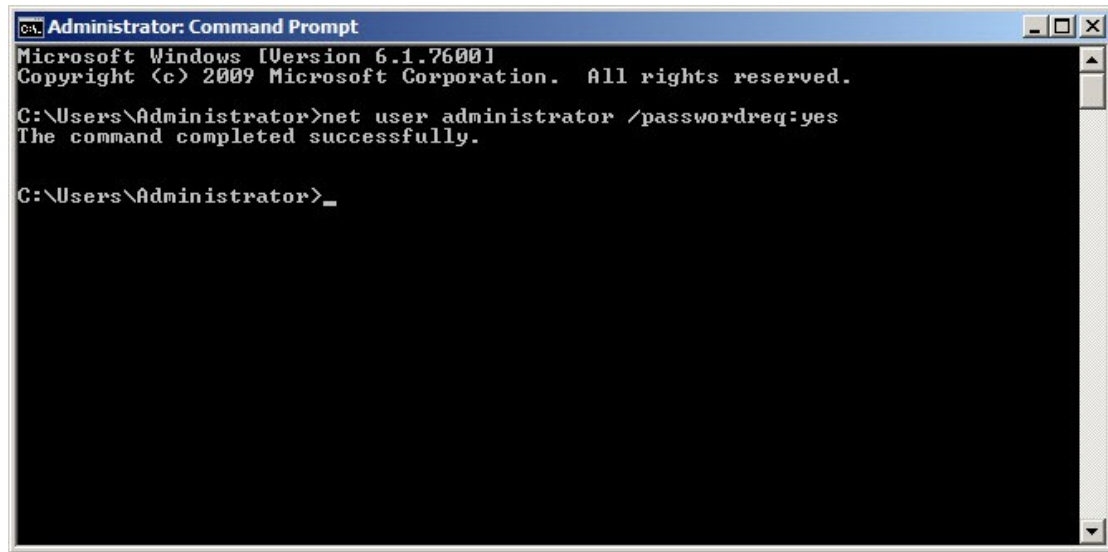 Administrator: Command Prompt
Microsoft Windows [Version 6.1.7600]
Copyright (c) 2009 Microsoft Corporation.  All rights reserved.
C:\Users\Administrator>net user administrator /passwordreq:yes
The command completed successfully.
C:\Users\Administrator>_